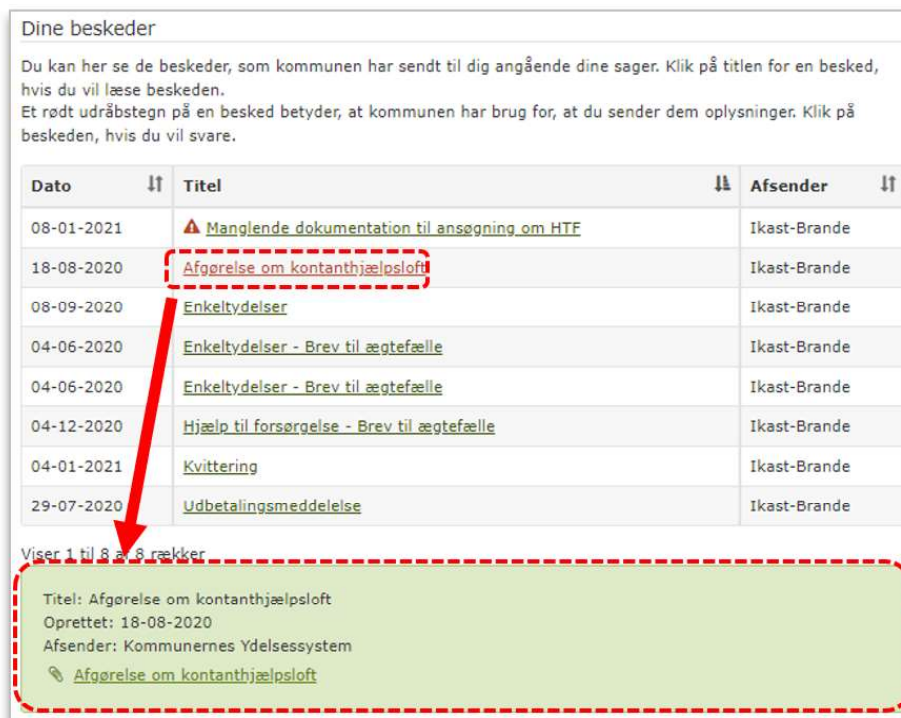 Dine beskeder
Du kan her se de beskeder, som kommunen har sendt til dig angående dine sager. Klik på titlen for en besked,
hvis du vil læse beskeden.
Et rødt udråbstegn på en besked betyder, at kommunen har brug for, at du sender dem oplysninger. Klik på
beskeden, hvis du vil svare.
Dato Titel Afsender
08-01-2021 Manglende dokumentation til ansøgning om HTF Ikast-Brande
18-08-2020 Afgørelse om kontanthjælpsloft Ikast-Brande
08-09-2020 Enkeltydelser Ikast-Brande
04-06-2020 Enkeltydelser - Brev til ægtefælle Ikast-Brande
04-06-2020 Enkeltydelser - Brev til ægtefælle Ikast-Brande
04-12-2020 Hjælp til forsørgelse - Brev til ægtefælle Ikast-Brande
04-01-2021 Kvittering Ikast-Brande
29-07-2020 Udbetalingsmeddelelse Ikast-Brande
Viser 1 til 8 af 8 rækker
Titel: Afgørelse om kontanthjælpsloft
Oprettet: 18-08-2020
Afsender: Kommunernes Ydelsessystem
Afgørelse om kontanthjælpsloft